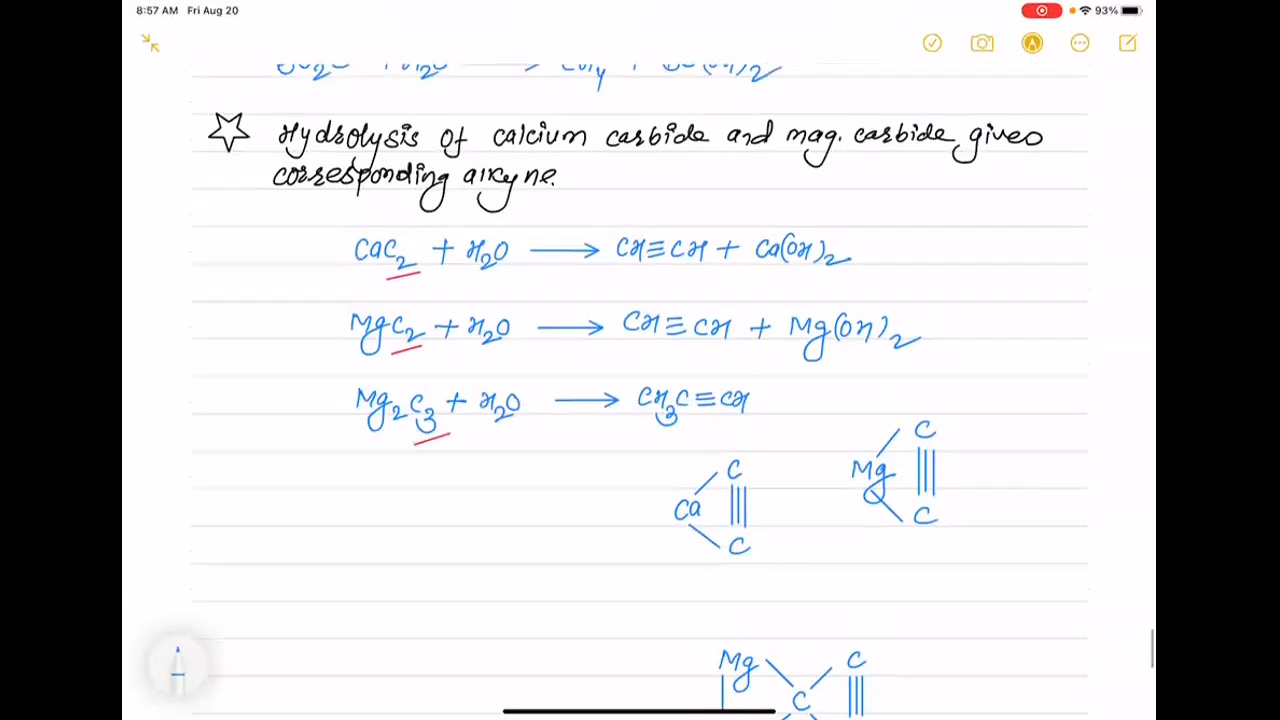 8:57 AM Fri Aug 20 93%
Hydrolysis of calcium carbide and mag. carbide gives
corresponding alkyne.
CaC₂ + H₂O ⟶ CH≡CH + Ca(OH)₂
MgC₂ + H₂O ⟶ CH≡CH + Mg(OH)₂
Mg₂C₃ + H₂O ⟶ CH₃C≡CH
C
Mg
C
C
Ca
C
Mg C
C